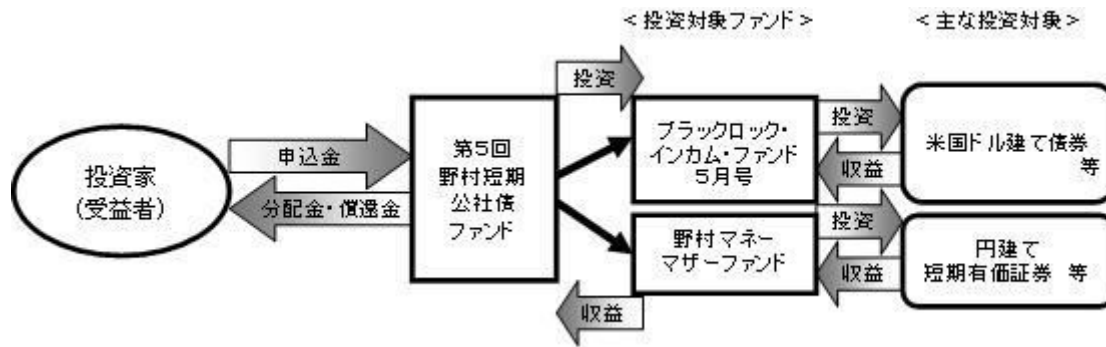 ＜投資対象ファンド＞
＜主な投資対象＞
投資
投資家
(受益者)
申込金
分配金・償還金
第5回
野村短期
公社債
ファンド
ブラックロック・
インカム・ファンド
5月号
投資
収益
米国ドル建て債券
等
野村マネー
マザーファンド
投資
収益
円建て
短期有価証券　等
収益